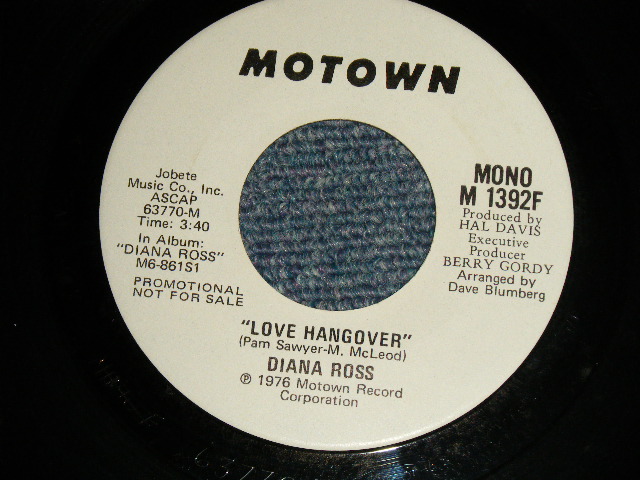 MOTOWN
Jobete
Music Co., Inc.
ASCAP
63770-M
Time: 3:40
In Album:
"DIANA ROSS"
M6-861S1
PROMOTIONAL
NOT FOR SALE
MONO
M 1392F
Produced by
HAL DAVIS
Executive
Producer
BERRY GORDY
Arranged by
Dave Blumberg
"LOVE HANGOVER"
(Pam Sawyer-M. McLeod)
DIANA ROSS
℗ 1976 Motown Record
Corporation